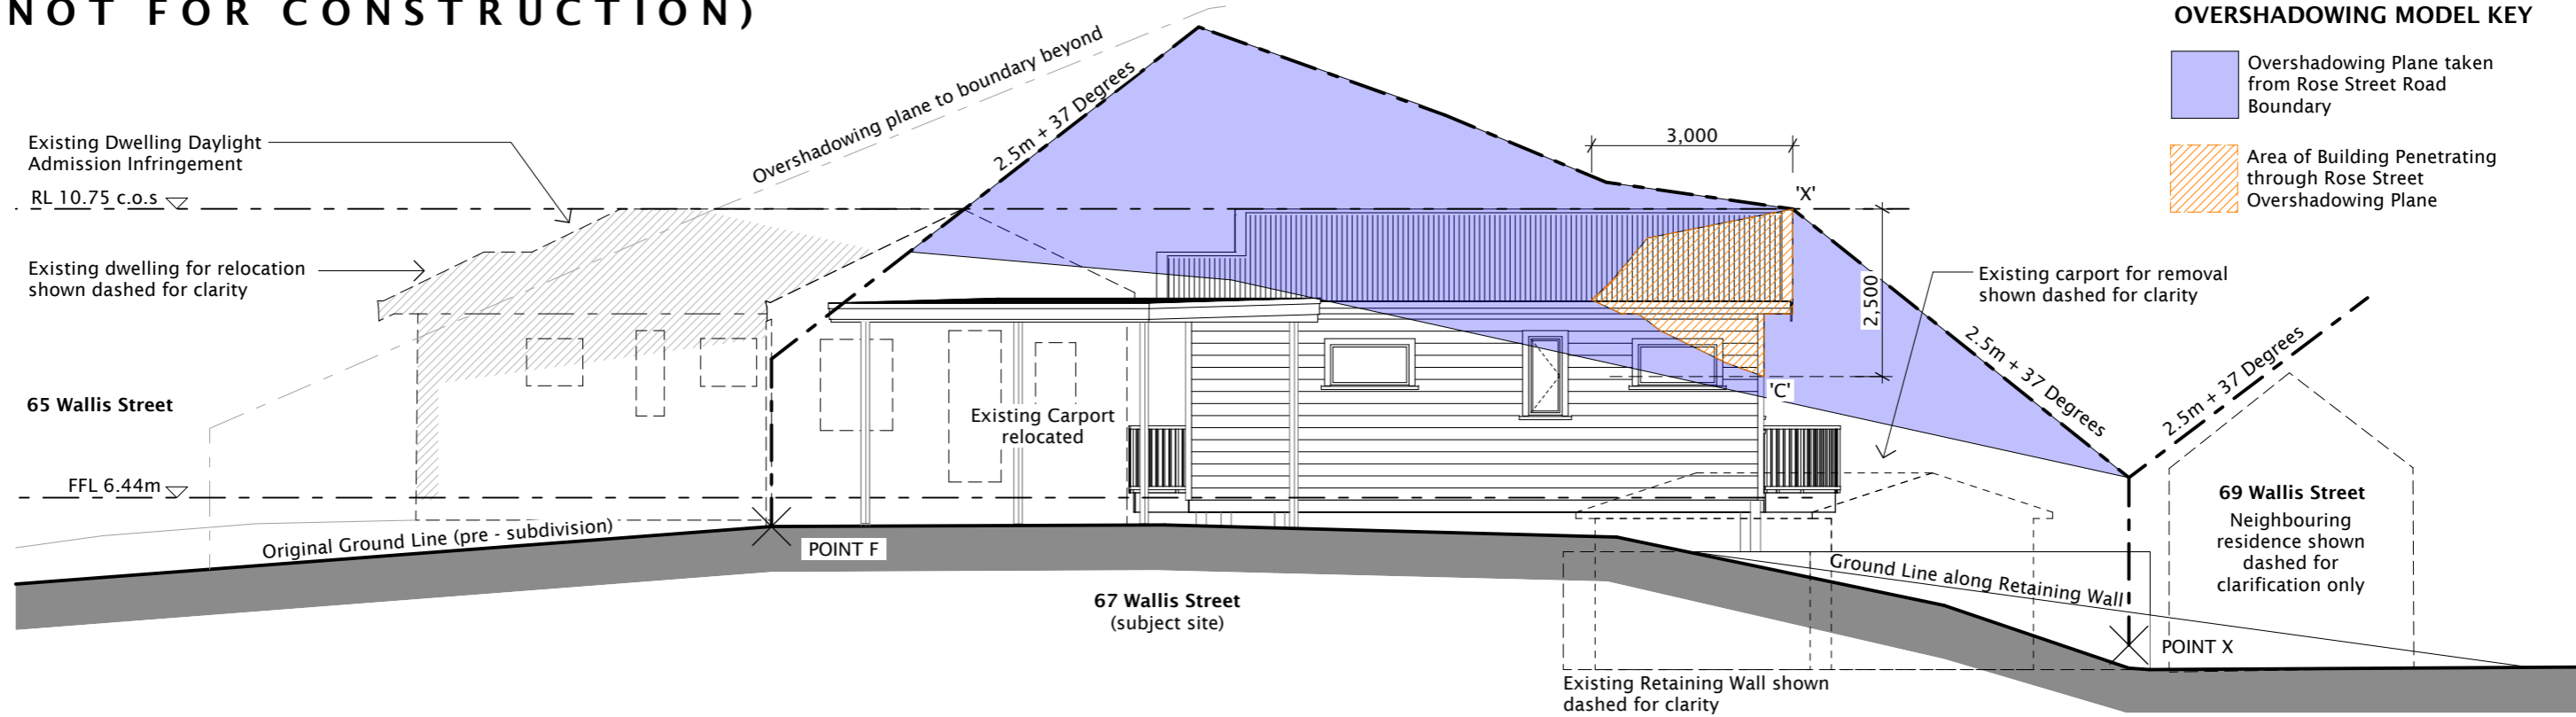 NOT FOR CONSTRUCTION)
OVERSHADOWING MODEL KEY
Overshadowing Plane taken
from Rose Street Road
Boundary
Area of Building Penetrating
through Rose Street
Overshadowing Plane
Overshadowing plane to boundary beyond
2.5m + 37 Degrees
Existing Dwelling Daylight
Admission Infringement
RL 10.75 c.o.s
3,000
'X'
Existing dwelling for relocation
shown dashed for clarity
2,500
Existing carport for removal
shown dashed for clarity
2.5m + 37 Degrees
2.5m + 37 Degrees
'C'
65 Wallis Street
Existing Carport
relocated
FFL 6.44m
69 Wallis Street
Neighbouring
residence shown
dashed for
clarification only
Original Ground Line (pre - subdivision)
POINT F
Ground Line along Retaining Wall
67 Wallis Street
(subject site)
POINT X
Existing Retaining Wall shown
dashed for clarity